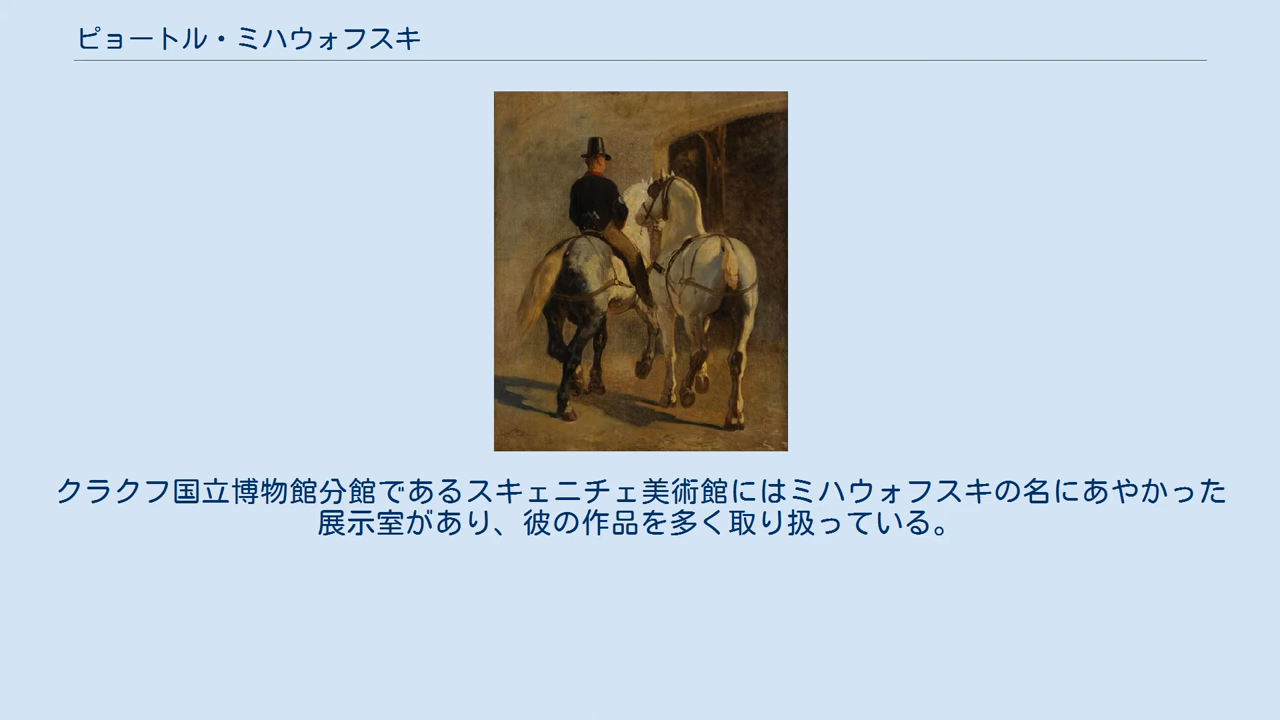 ピョートル・ミハウォフスキ
クラクフ国立博物館分館であるスキェニチェ美術館にはミハウォフスキの名にあやかった
展示室があり、彼の作品を多く取り扱っている。